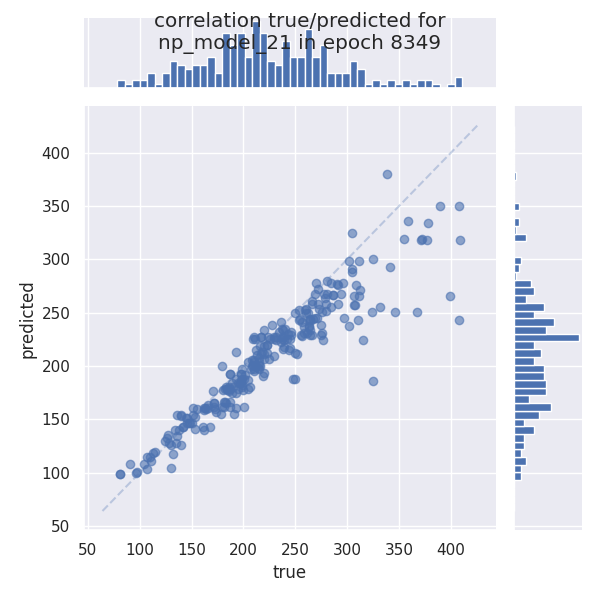 correlation true/predicted for
np_model_21 in epoch 8349
400
350
300
250
200
150
100
50
predicted
50 100 150 200 250 300 350 400
true